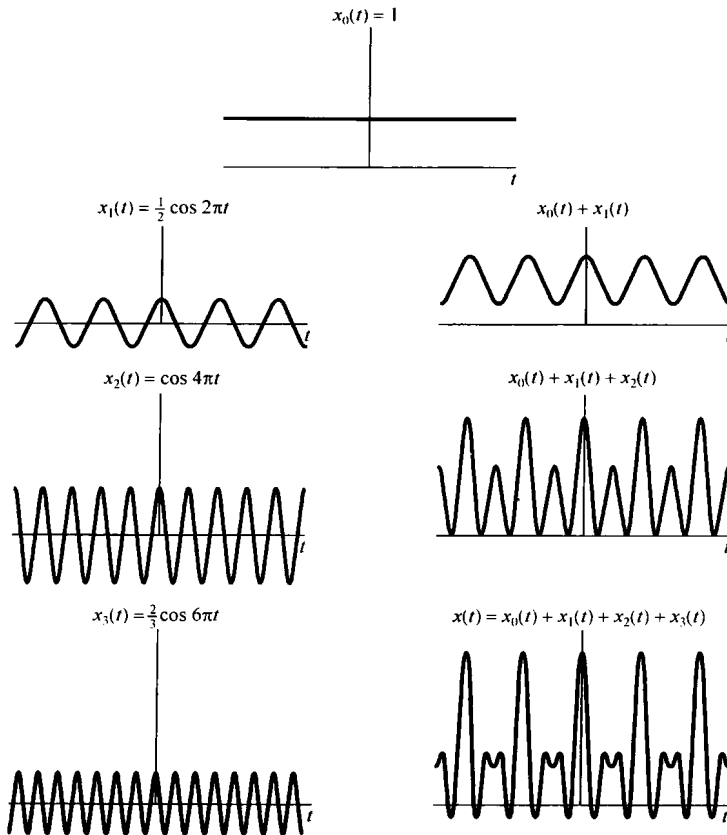 x₀(t) = 1
t
x₁(t) = ½ cos 2πt
x₀(t) + x₁(t)
t
x₂(t) = cos 4πt
x₀(t) + x₁(t) + x₂(t)
t
t
x₃(t) = ⅔ cos 6πt
x(t) = x₀(t) + x₁(t) + x₂(t) + x₃(t)
t
t